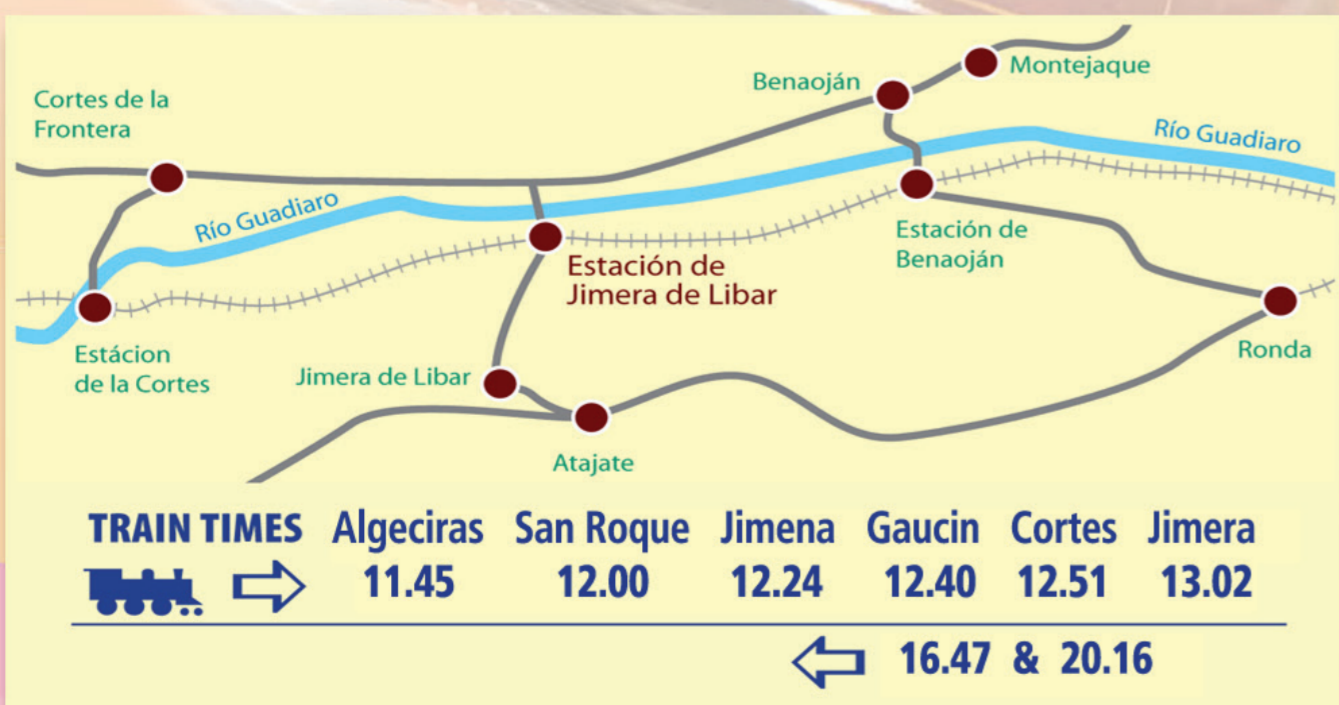 Montejaque
Benaoján
Cortes de la
Frontera
Río Guadiaro
Río Guadiaro
Estación de
Benaoján
Estación de
Jimera de Libar
Estácion
de la Cortes
Ronda
Jimera de Libar
Atajate
TRAIN TIMES Algeciras San Roque Jimena Gaucin Cortes Jimera
11.45 12.00 12.24 12.40 12.51 13.02
16.47 & 20.16